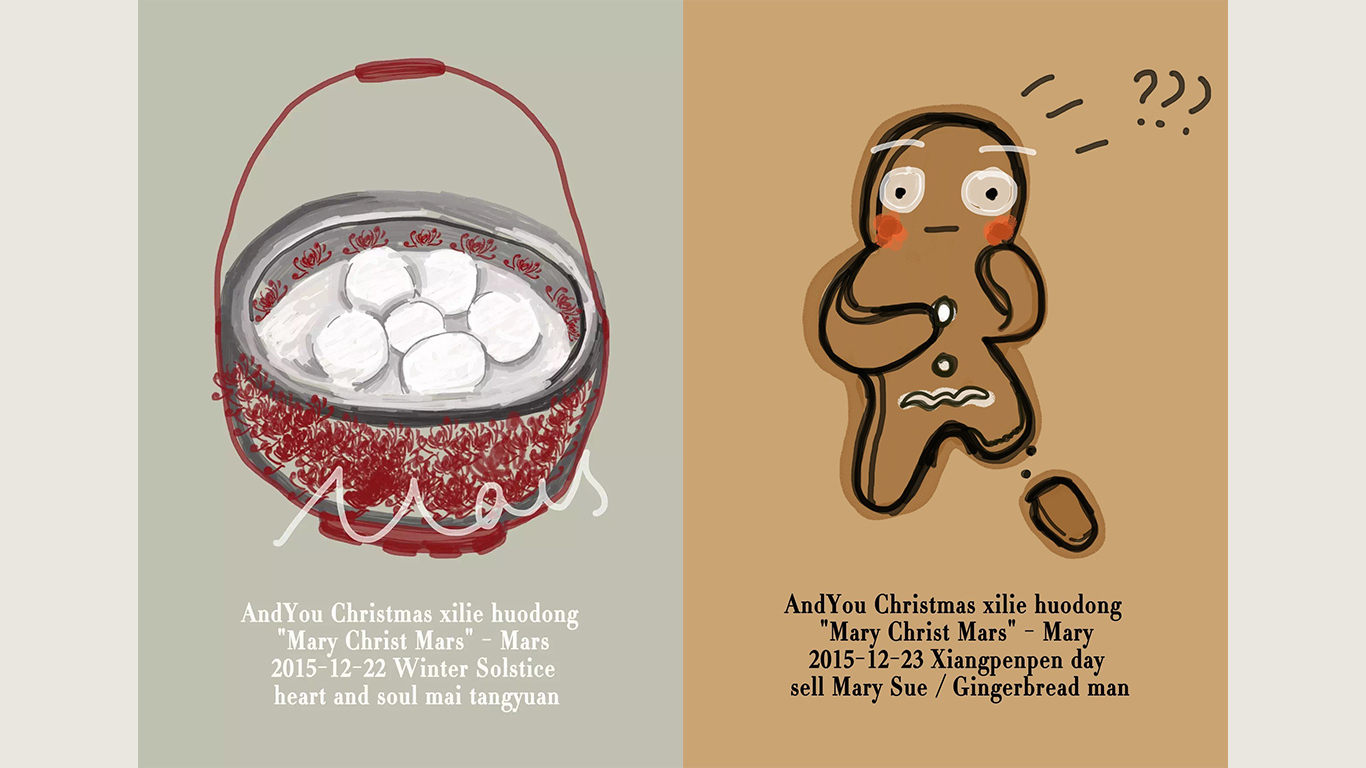 Mars
AndYou Christmas xilie huodong
"Mary Christ Mars" - Mars
2015-12-22 Winter Solstice
heart and soul mai tangyuan
???
AndYou Christmas xilie huodong
"Mary Christ Mars" - Mary
2015-12-23 Xiangpenpen day
sell Mary Sue / Gingerbread man